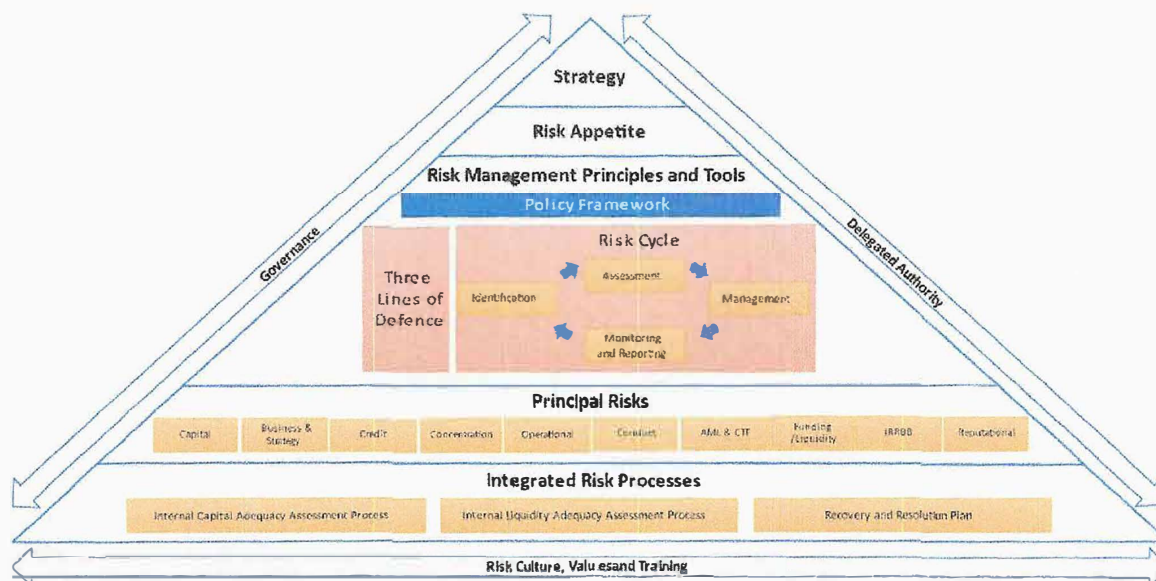 Strategy
Risk Appetite
Risk Management Principles and Tools
Policy Framework
Governance
Delegated Authority
Three
Lines of
Defence
Risk Cycle
Assessment
Identification
Management
Monitoring
and Reporting
Principal Risks
Capital
Business &
Strategy
Credit
Concentration
Operational
Conduct
AML & CTF
Funding
/Liquidity
IRRBB
Reputational
Integrated Risk Processes
Internal Capital Adequacy Assessment Process
Internal Liquidity Adequacy Assessment Process
Recovery and Resolution Plan
Risk Culture, Valuesand Training